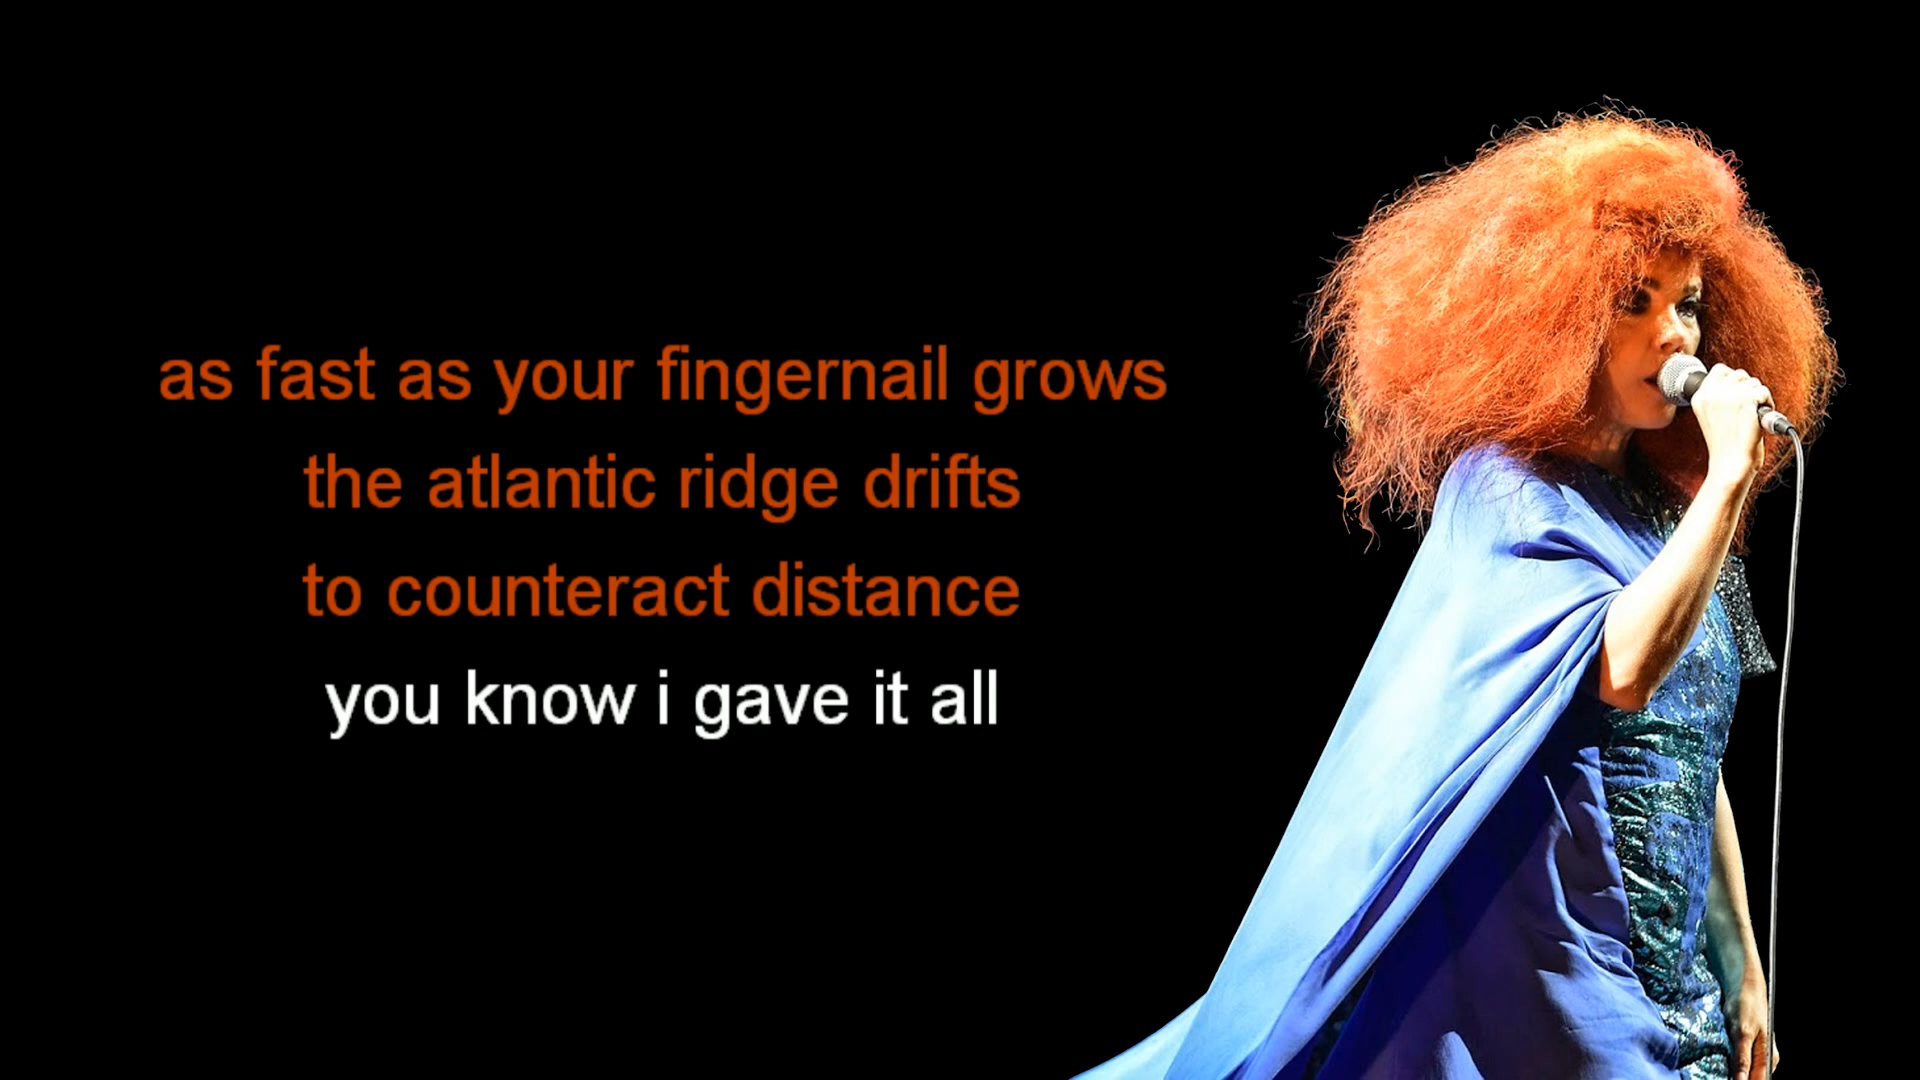 as fast as your fingernail grows
the atlantic ridge drifts
to counteract distance
you know i gave it all